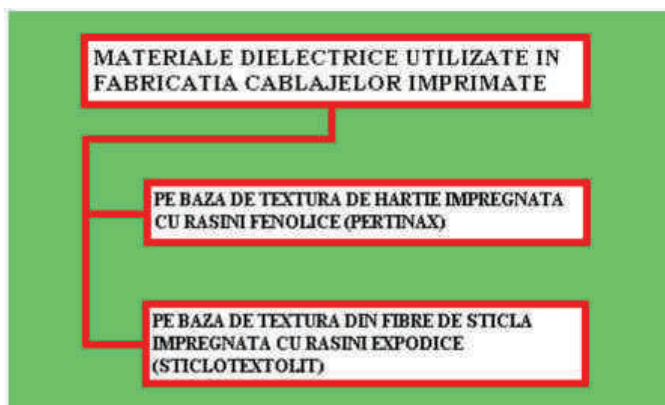 MATERIALE DIELECTRICE UTILIZATE IN
FABRICATIA CABLAJELOR IMPRIMATE
PE BAZA DE TEXTURA DE HARTIE IMPREGNATA
CU RASINI FENOLICE (PERTINAX)
PE BAZA DE TEXTURA DIN FIBRE DE STICLA
IMPREGNATA CU RASINI EXPODICE
(STICLOTEXTOLIT)